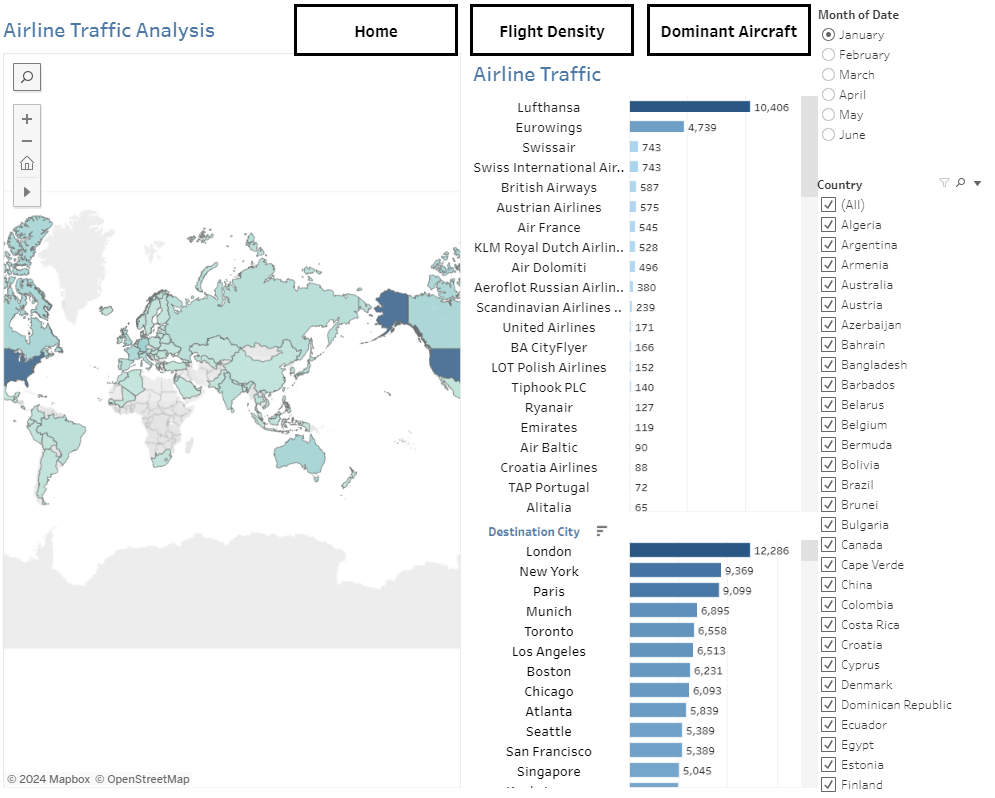 Airline Traffic Analysis
Home
Flight Density
Dominant Aircraft
Month of Date
January
February
March
April
May
June
Airline Traffic
Lufthansa 10,406
Eurowings 4,739
Swissair 743
Swiss International Air.. 743
British Airways 587
Austrian Airlines 575
Air France 545
KLM Royal Dutch Airlin.. 528
Air Dolomiti 496
Aeroflot Russian Airlin.. 380
Scandinavian Airlines .. 239
United Airlines 171
BA CityFlyer 166
LOT Polish Airlines 152
Tiphook PLC 140
Ryanair 127
Emirates 119
Air Baltic 90
Croatia Airlines 88
TAP Portugal 72
Alitalia 65
Destination City
London 12,286
New York 9,369
Paris 9,099
Munich 6,895
Toronto 6,558
Los Angeles 6,513
Boston 6,231
Chicago 6,093
Atlanta 5,839
Seattle 5,389
San Francisco 5,389
Singapore 5,045
Country
(All)
Algeria
Argentina
Armenia
Australia
Austria
Azerbaijan
Bahrain
Bangladesh
Barbados
Belarus
Belgium
Bermuda
Bolivia
Brazil
Brunei
Bulgaria
Canada
Cape Verde
China
Colombia
Costa Rica
Croatia
Cyprus
Denmark
Dominican Republic
Ecuador
Egypt
Estonia
Finland
© 2024 Mapbox © OpenStreetMap